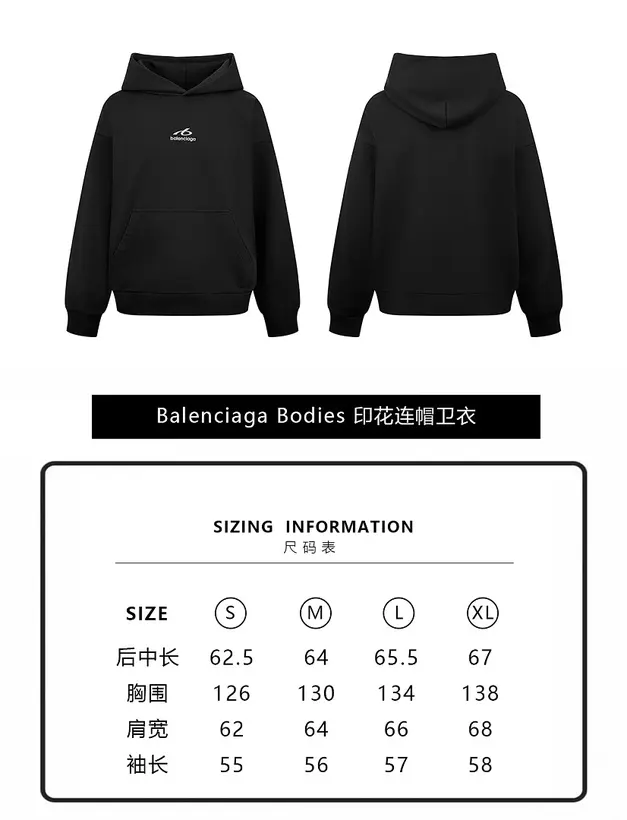 balenciaga
Balenciaga Bodies 印花连帽卫衣
SIZING INFORMATION
尺码表
SIZE S M L XL
后中长 62.5 64 65.5 67
胸围 126 130 134 138
肩宽 62 64 66 68
袖长 55 56 57 58